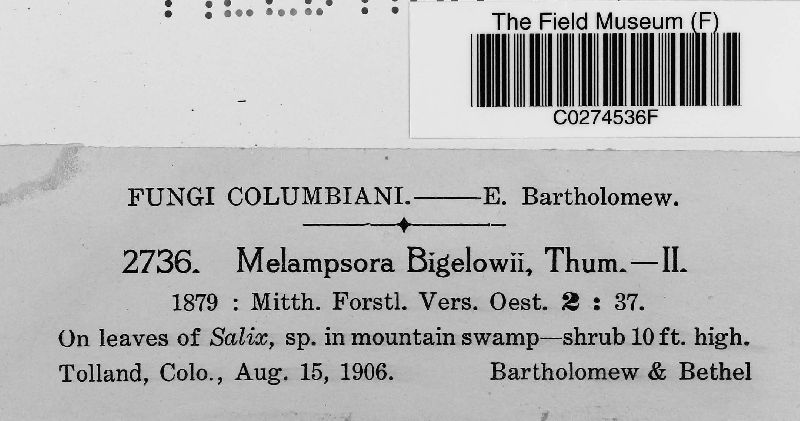 The Field Museum (F)
C0274536F
FUNGI COLUMBIANI.——E. Bartholomew.
2736. Melampsora Bigelowii, Thum.—II.
1879 : Mitth. Forstl. Vers. Oest. 2 : 37.
On leaves of Salix, sp. in mountain swamp—shrub 10 ft. high.
Tolland, Colo., Aug. 15, 1906. Bartholomew & Bethel